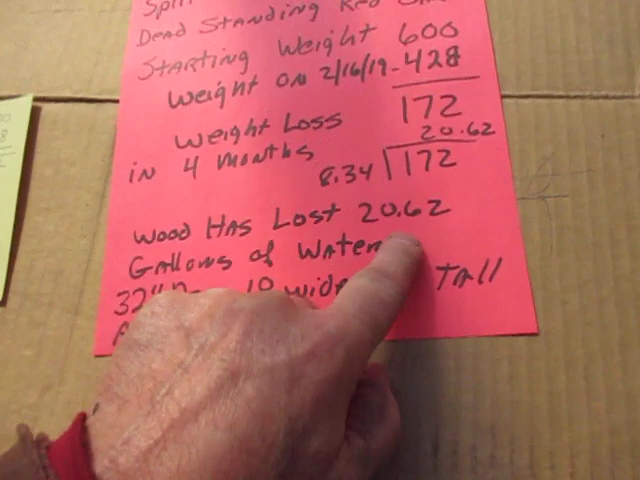 Split
Dead Standing Red
Starting Weight 600
Weight on 2/16/19 - 428
Weight Loss 172
in 4 months
20.62
8.34 172
Wood Has Lost 20.62
Gallons of Water
wide Tall